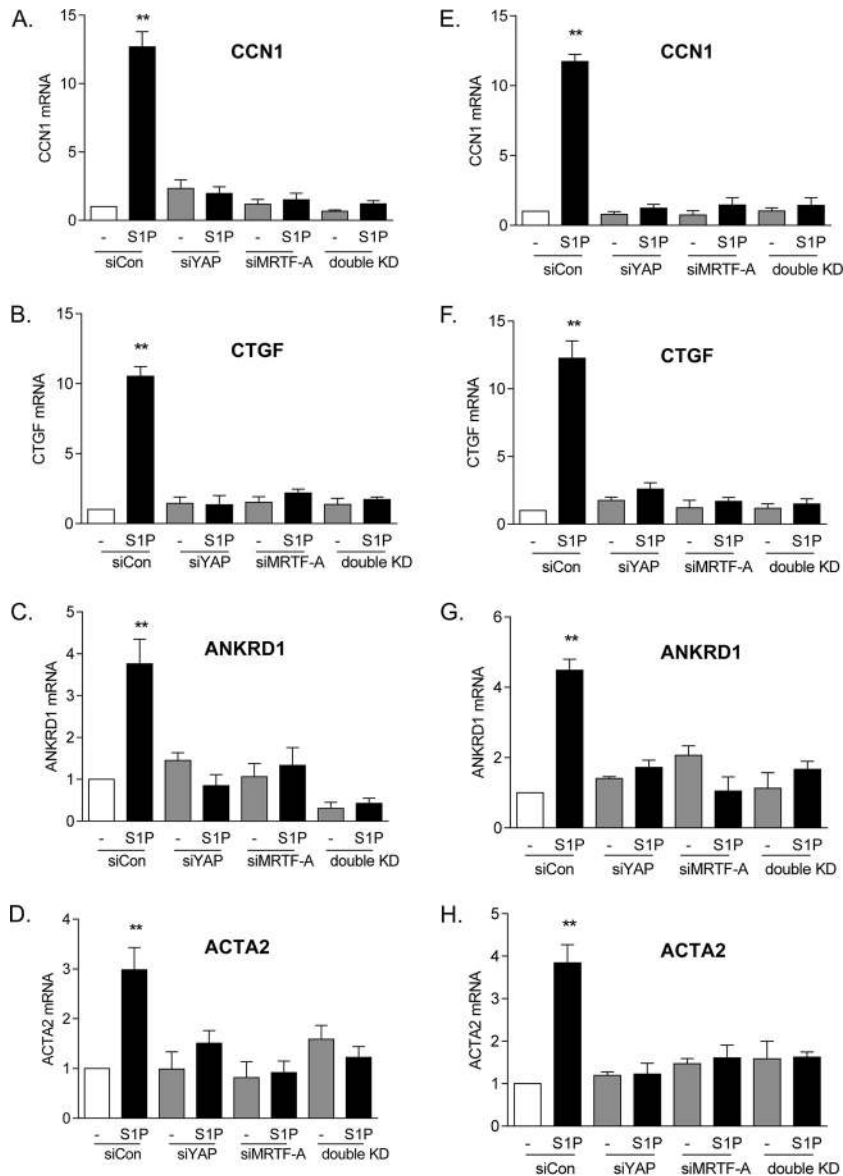 A.
**
CCN1
CCN1 mRNA
15
10
5
0
- S1P - S1P - S1P - S1P
siCon siYAP siMRTF-A double KD
B.
**
CTGF
CTGF mRNA
15
10
5
0
- S1P - S1P - S1P - S1P
siCon siYAP siMRTF-A double KD
C.
**
ANKRD1
ANKRD1 mRNA
5
4
3
2
1
0
- S1P - S1P - S1P - S1P
siCon siYAP siMRTF-A double KD
D.
**
ACTA2
ACTA2 mRNA
4
3
2
1
0
- S1P - S1P - S1P - S1P
siCon siYAP siMRTF-A double KD
E.
**
CCN1
CCN1 mRNA
15
10
5
0
- S1P - S1P - S1P - S1P
siCon siYAP siMRTF-A double KD
F.
**
CTGF
CTGF mRNA
15
10
5
0
- S1P - S1P - S1P - S1P
siCon siYAP siMRTF-A double KD
G.
**
ANKRD1
ANKRD1 mRNA
6
4
2
0
- S1P - S1P - S1P - S1P
siCon siYAP siMRTF-A double KD
H.
**
ACTA2
ACTA2 mRNA
5
4
2
1
0
- S1P - S1P - S1P - S1P
siCon siYAP siMRTF-A double KD